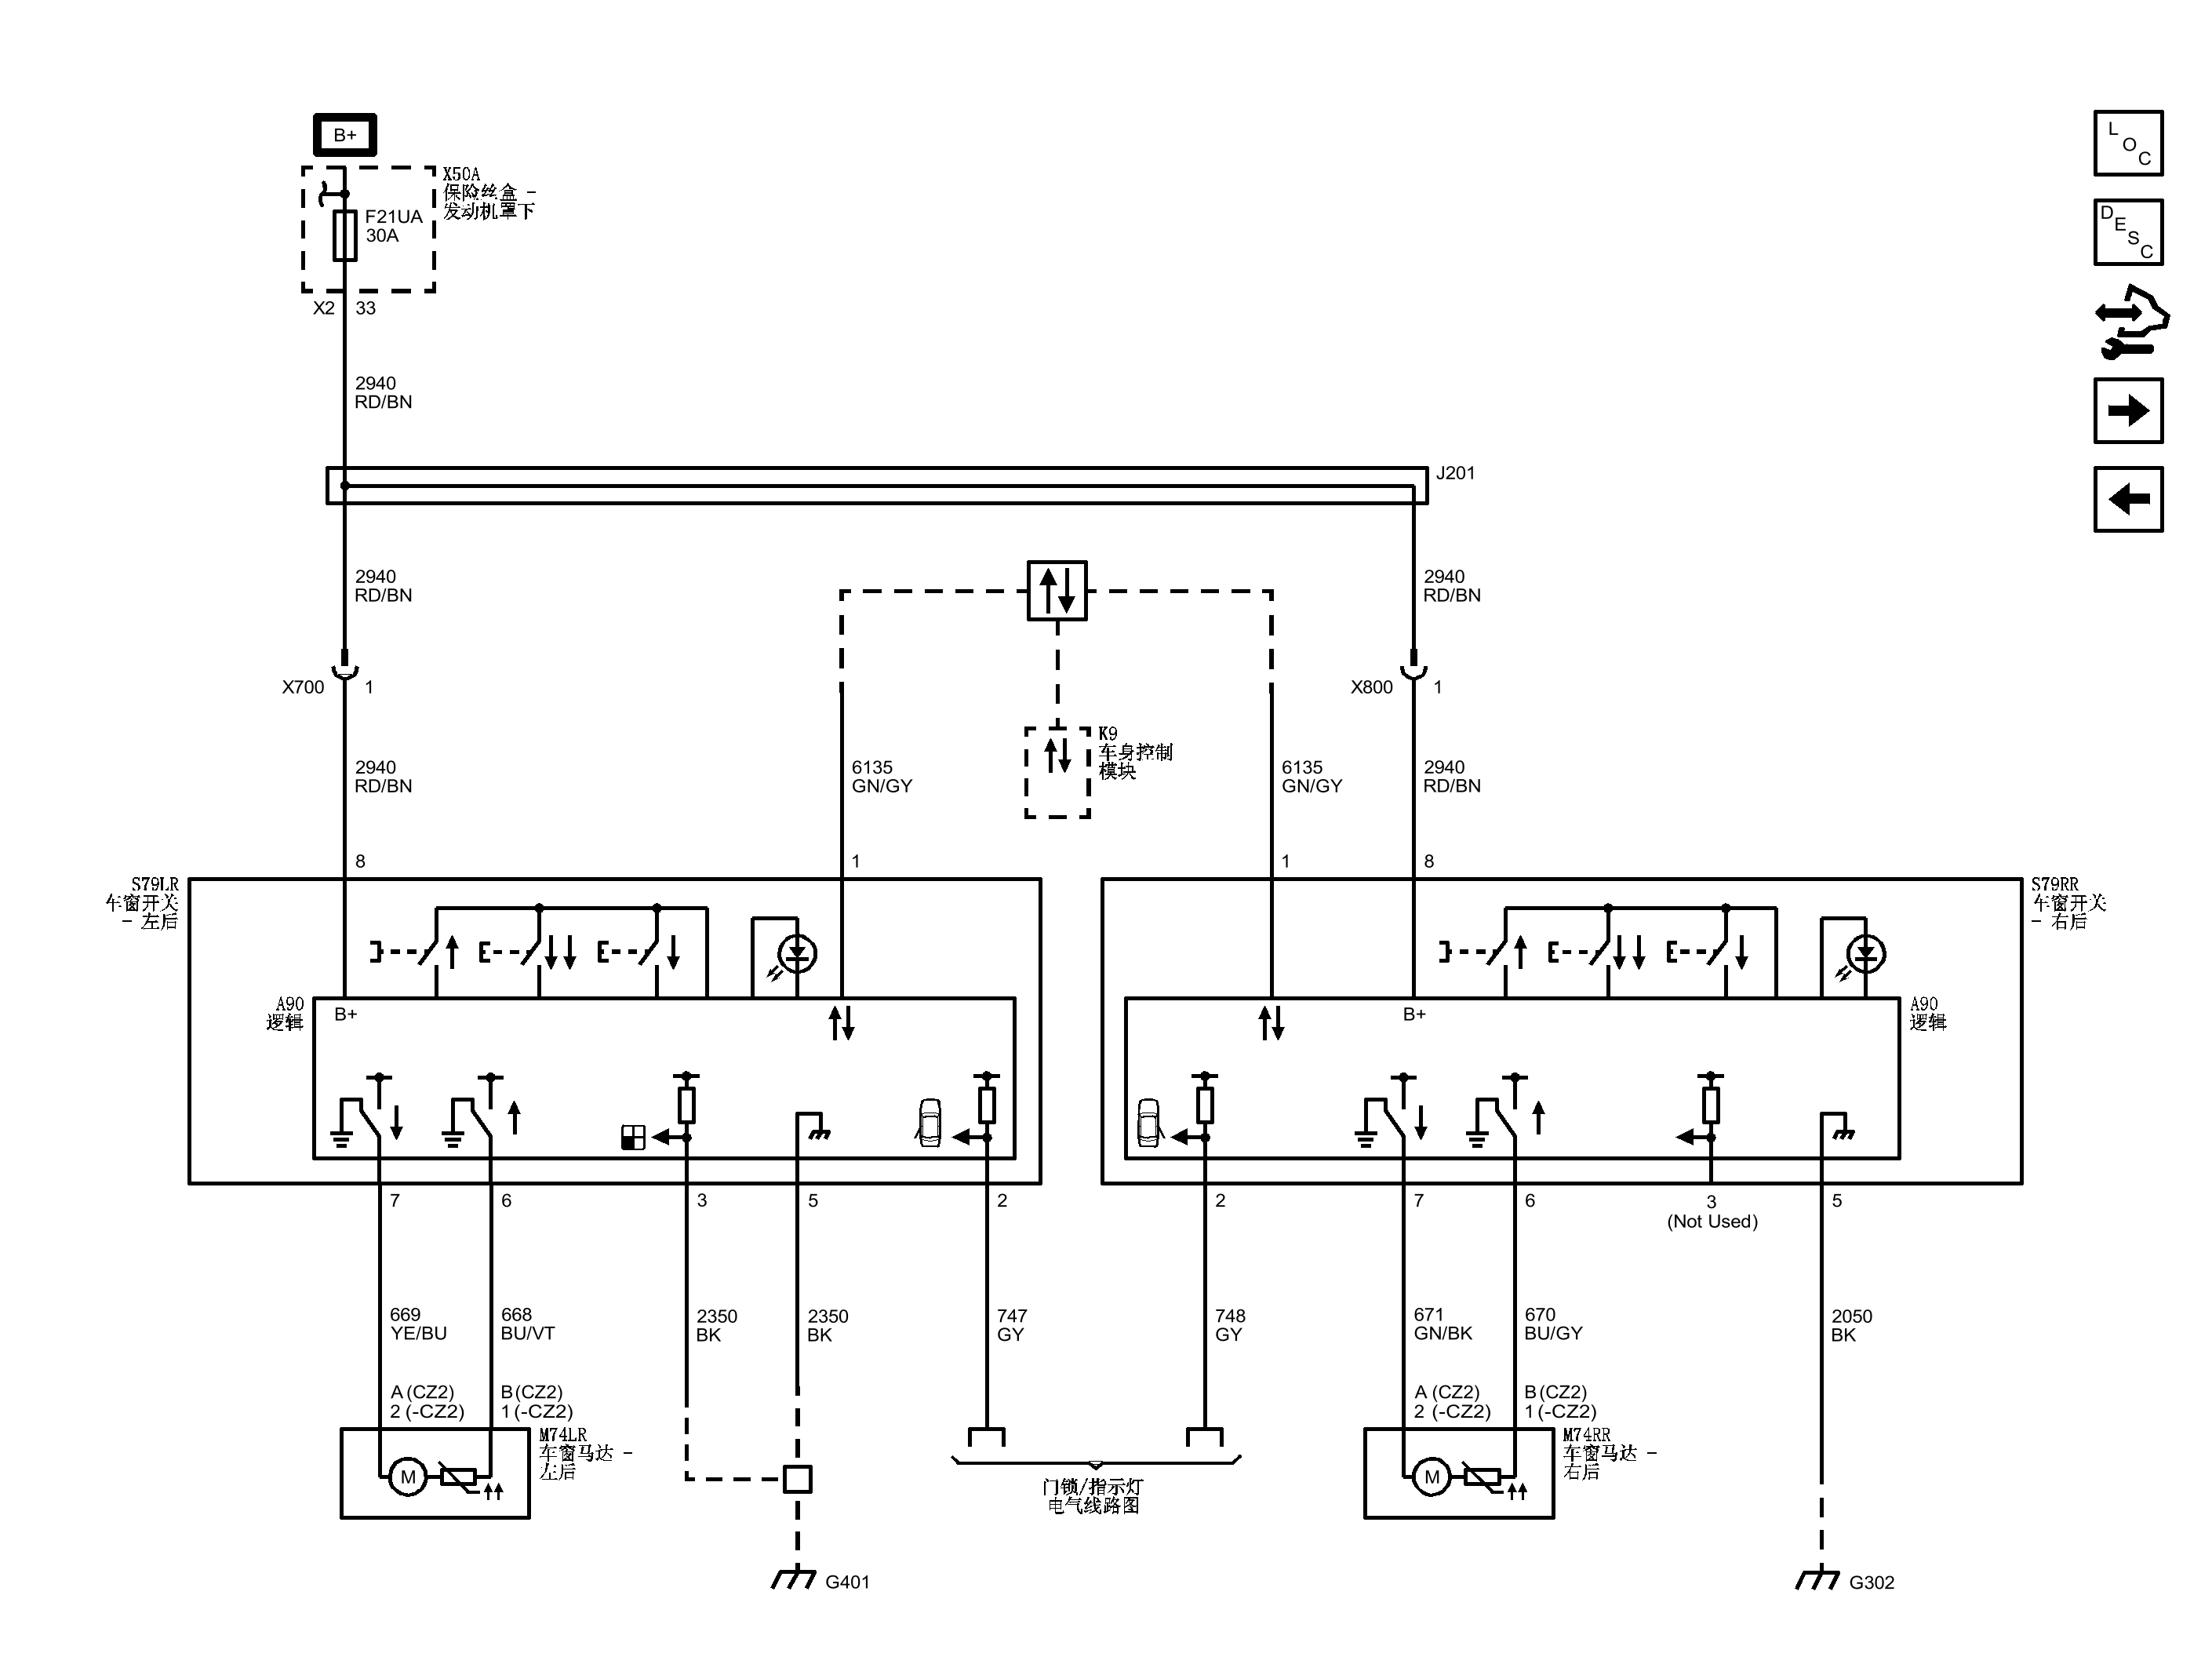 B+
X50A
保险丝盒 -
发动机罩下
F21UA
30A
X2 33
2940
RD/BN
J201
2940
RD/BN
2940
RD/BN
X700 1
X800 1
K9
车身控制
模块
2940
RD/BN
6135
GN/GY
6135
GN/GY
2940
RD/BN
8
1
1
8
S79LR
车窗开关
- 左后
S79RR
车窗开关
- 右后
A90
逻辑
B+
B+
A90
逻辑
7
6
3
5
2
2
7
6
3
(Not Used)
5
669
YE/BU
668
BU/VT
2350
BK
2350
BK
747
GY
748
GY
671
GN/BK
670
BU/GY
2050
BK
A (CZ2)
2 (-CZ2)
B (CZ2)
1 (-CZ2)
A (CZ2)
2 (-CZ2)
B (CZ2)
1 (-CZ2)
M74LR
车窗马达 -
左后
M
门锁/指示灯
电气线路图
M74RR
车窗马达 -
右后
M
G401
G302
LOC
DESC